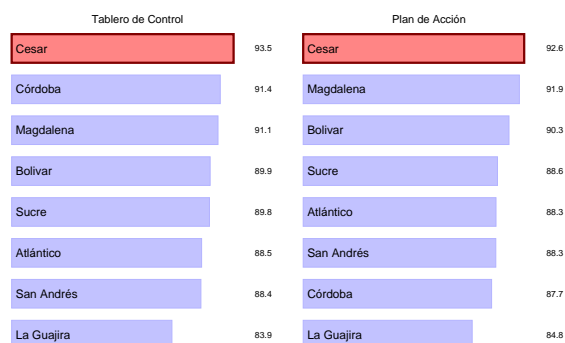 Tablero de Control
Cesar 93.5
Córdoba 91.4
Magdalena 91.1
Bolivar 89.9
Sucre 89.8
Atlántico 88.5
San Andrés 88.4
La Guajira 83.9
Plan de Acción
Cesar 92.6
Magdalena 91.9
Bolivar 90.3
Sucre 88.6
Atlántico 88.3
San Andrés 88.3
Córdoba 87.7
La Guajira 84.8